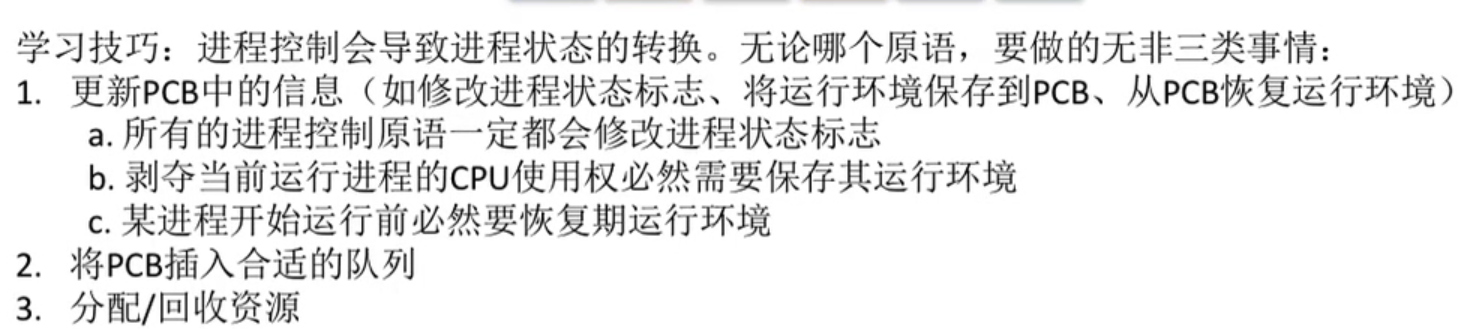 学习技巧：进程控制会导致进程状态的转换。无论哪个原语，要做的无非三类事情：
1. 更新PCB中的信息（如修改进程状态标志、将运行环境保存到PCB、从PCB恢复运行环境）
a. 所有的进程控制原语一定都会修改进程状态标志
b. 剥夺当前运行进程的CPU使用权必然需要保存其运行环境
c. 某进程开始运行前必然要恢复期运行环境
2. 将PCB插入合适的队列
3. 分配/回收资源